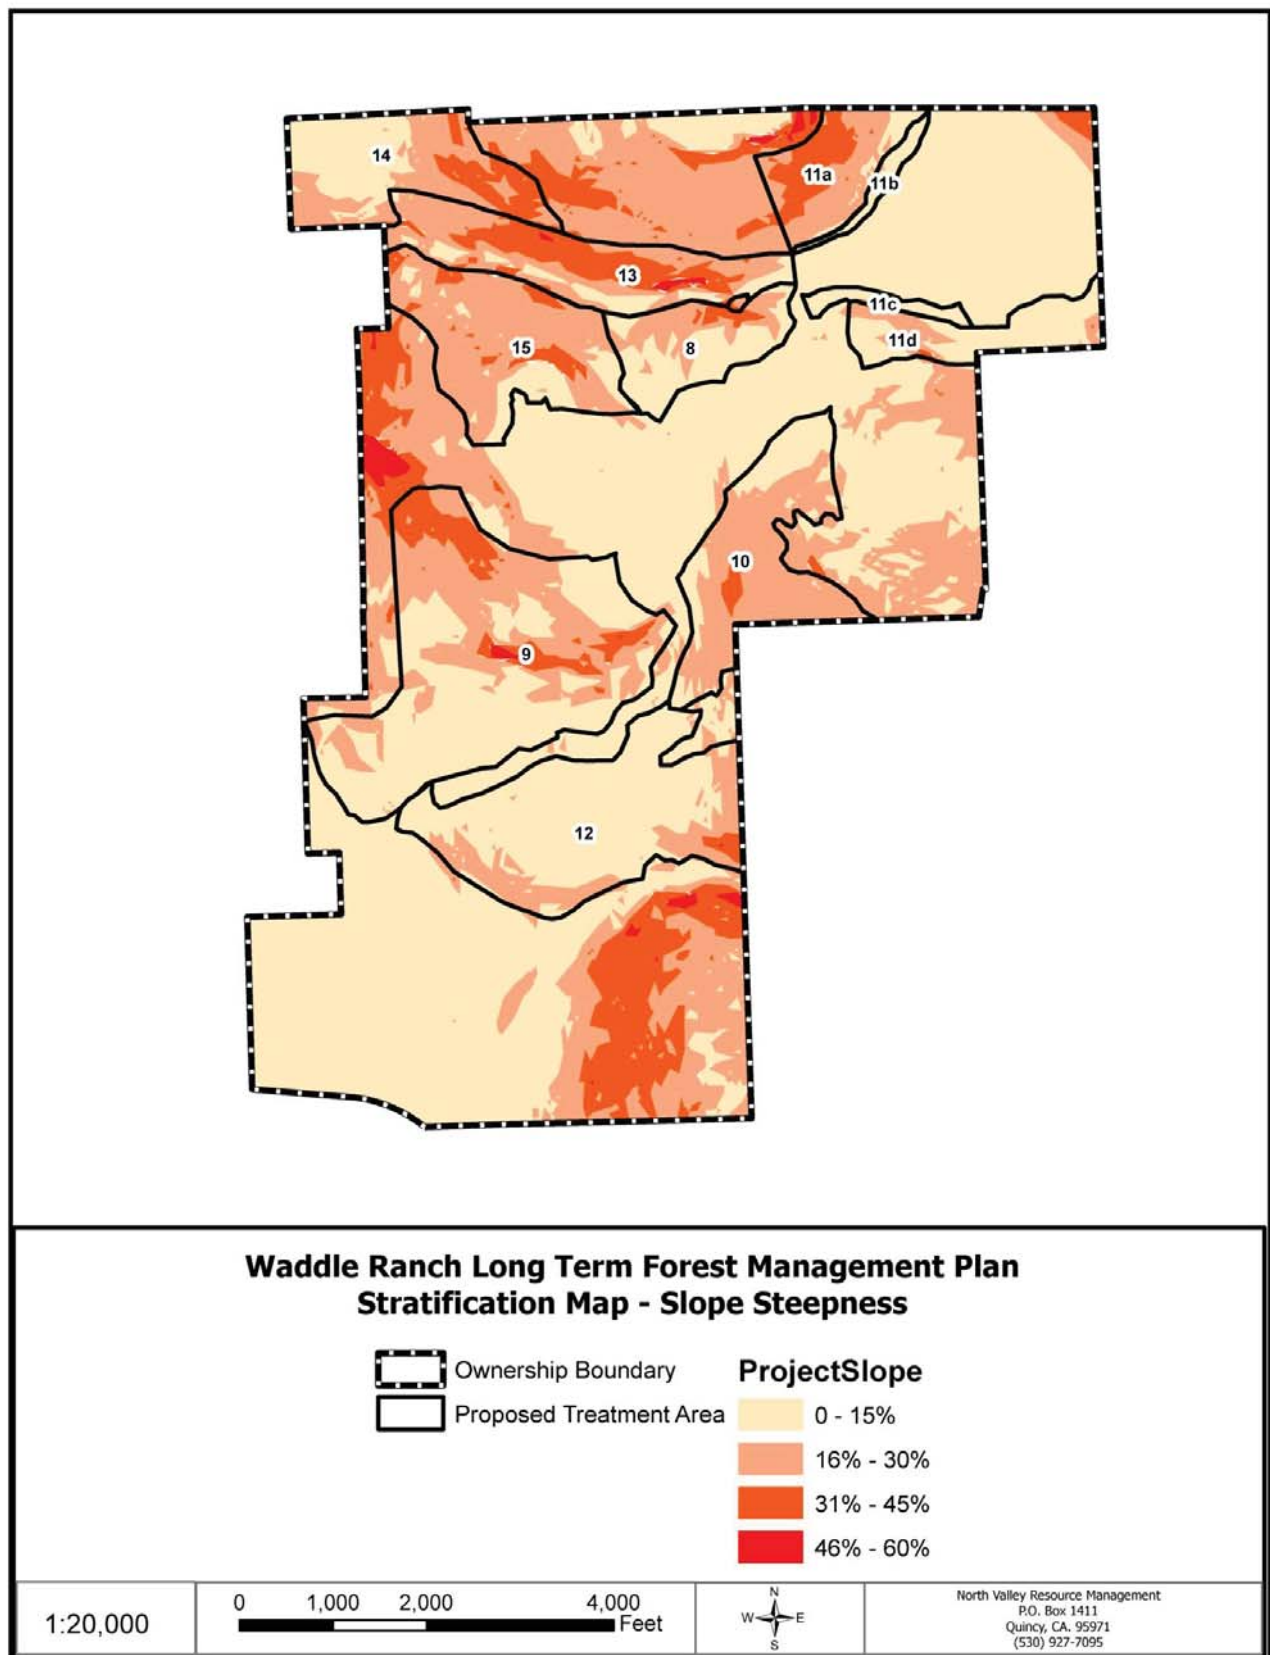 14
11a
11b
13
11c
11d
15
8
10
9
12
Waddle Ranch Long Term Forest Management Plan
Stratification Map - Slope Steepness
Ownership Boundary
Proposed Treatment Area
ProjectSlope
0 - 15%
16% - 30%
31% - 45%
46% - 60%
1:20,000
0 1,000 2,000 4,000
Feet
N
W E
S
North Valley Resource Management
P.O. Box 1411
Quincy, CA. 95971
(530) 927-7095